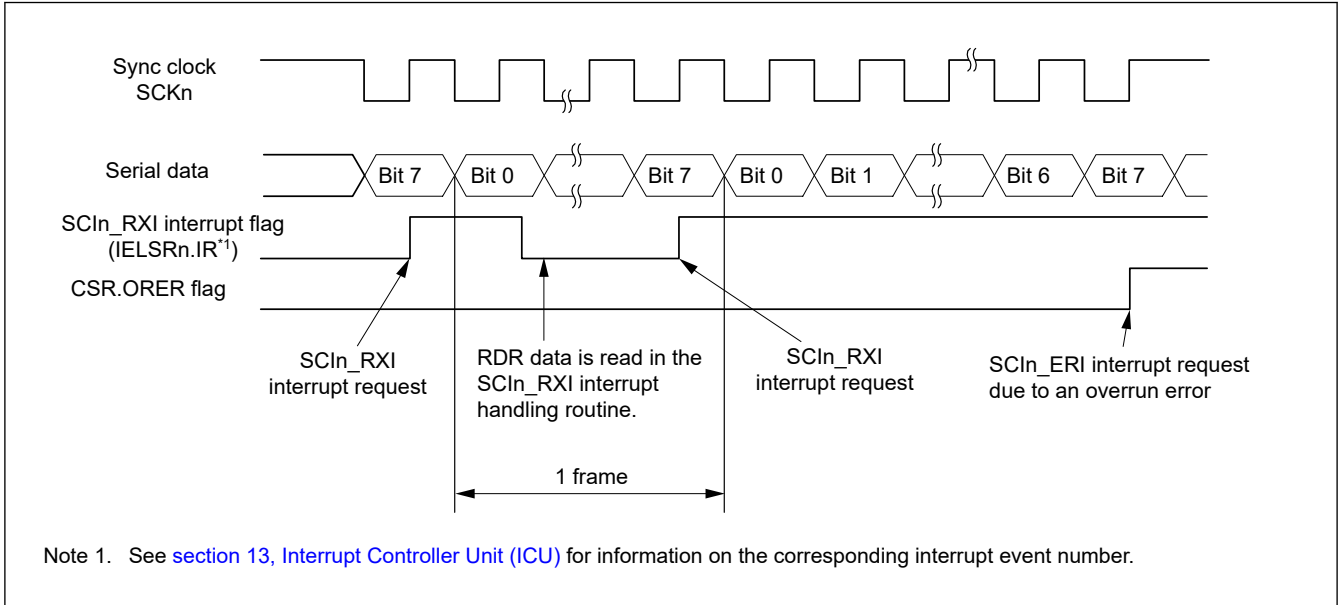 Sync clock
SCKn
Serial data
Bit 7
Bit 0
Bit 7
Bit 0
Bit 1
Bit 6
Bit 7
SCIn_RXI interrupt flag
(IELSRn.IR*1)
CSR.ORER flag
SCIn_RXI
interrupt request
RDR data is read in the
SCIn_RXI interrupt
handling routine.
SCIn_RXI
interrupt request
SCIn_ERI interrupt request
due to an overrun error
1 frame
Note 1. See section 13, Interrupt Controller Unit (ICU) for information on the corresponding interrupt event number.